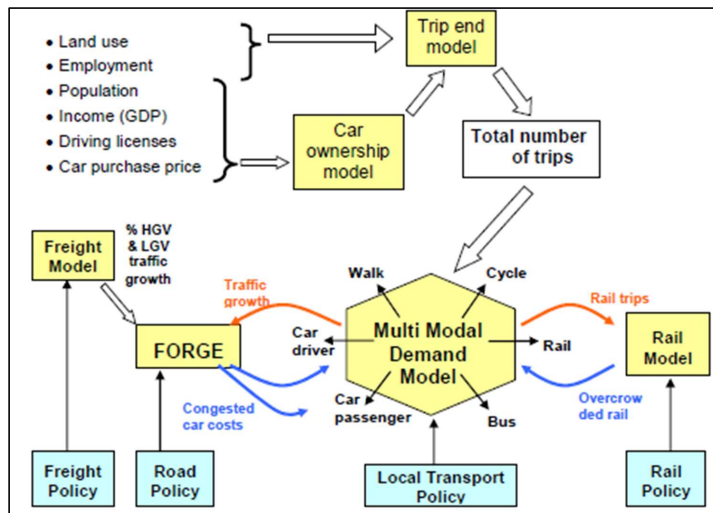 • Land use
• Employment
• Population
• Income (GDP)
• Driving licenses
• Car purchase price
Trip end
model
Car
ownership
model
Total number
of trips
Freight
Model
% HGV
& LGV
traffic
growth
Traffic
growth
Walk
Cycle
Rail trips
FORGE
Car
driver
Multi Modal
Demand
Model
Rail
Rail
Model
Congested
car costs
Car
passenger
Bus
Overcrow
ded rail
Freight
Policy
Road
Policy
Local Transport
Policy
Rail
Policy